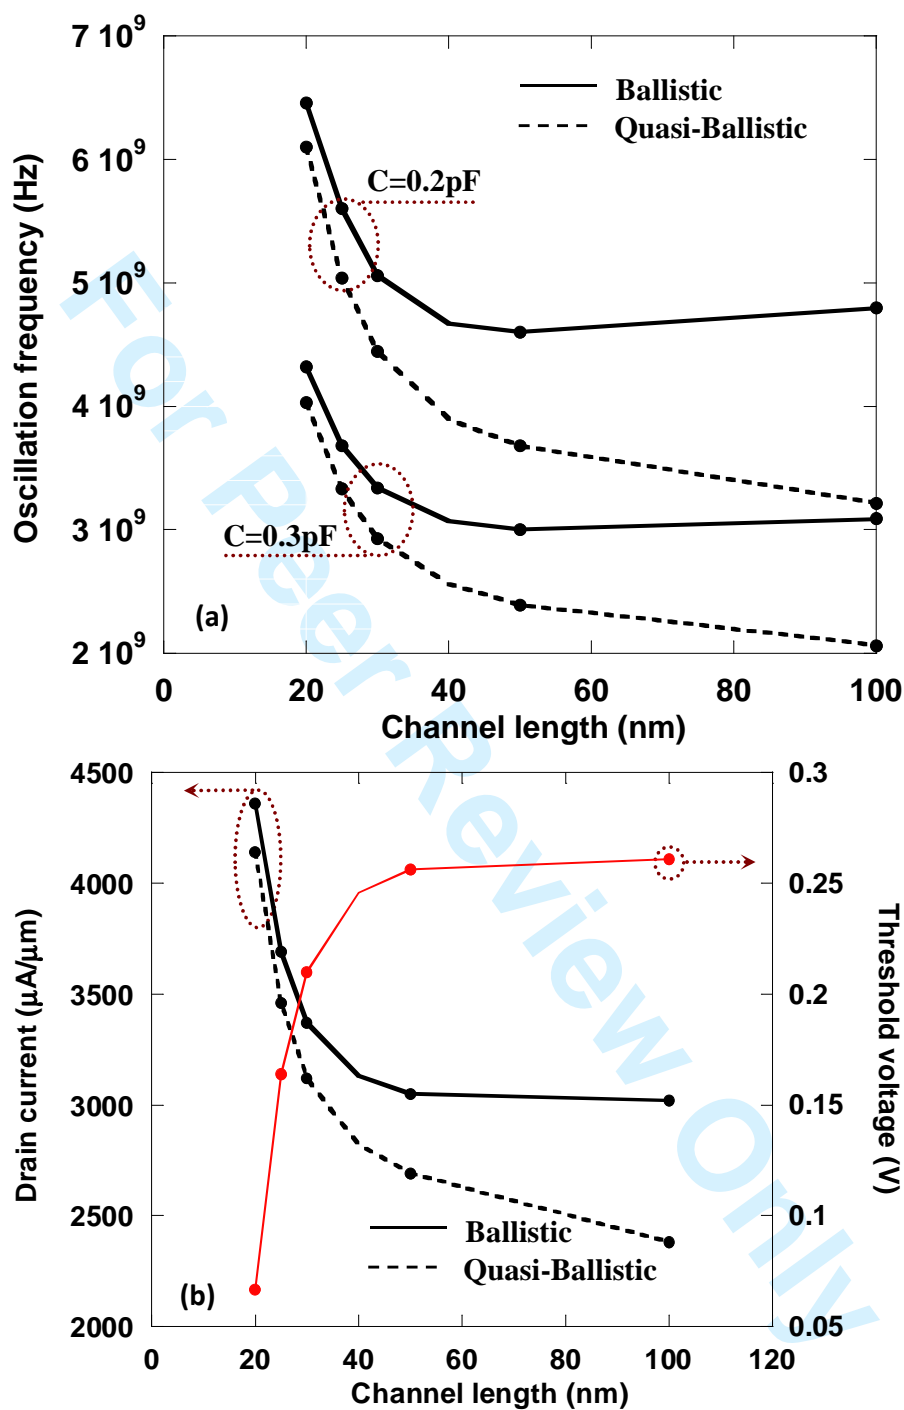 7 10⁹
6 10⁹
5 10⁹
4 10⁹
3 10⁹
2 10⁹
Oscillation frequency (Hz)
Ballistic
Quasi-Ballistic
C=0.2pF
C=0.3pF
(a)
0 20 40 60 80 100
Channel length (nm)
4500
4000
3500
3000
2500
2000
Drain current (μA/μm)
0.3
0.25
0.2
0.15
0.1
0.05
Threshold voltage (V)
Ballistic
Quasi-Ballistic
(b)
0 20 40 60 80 100 120
Channel length (nm)
For Peer Review Only